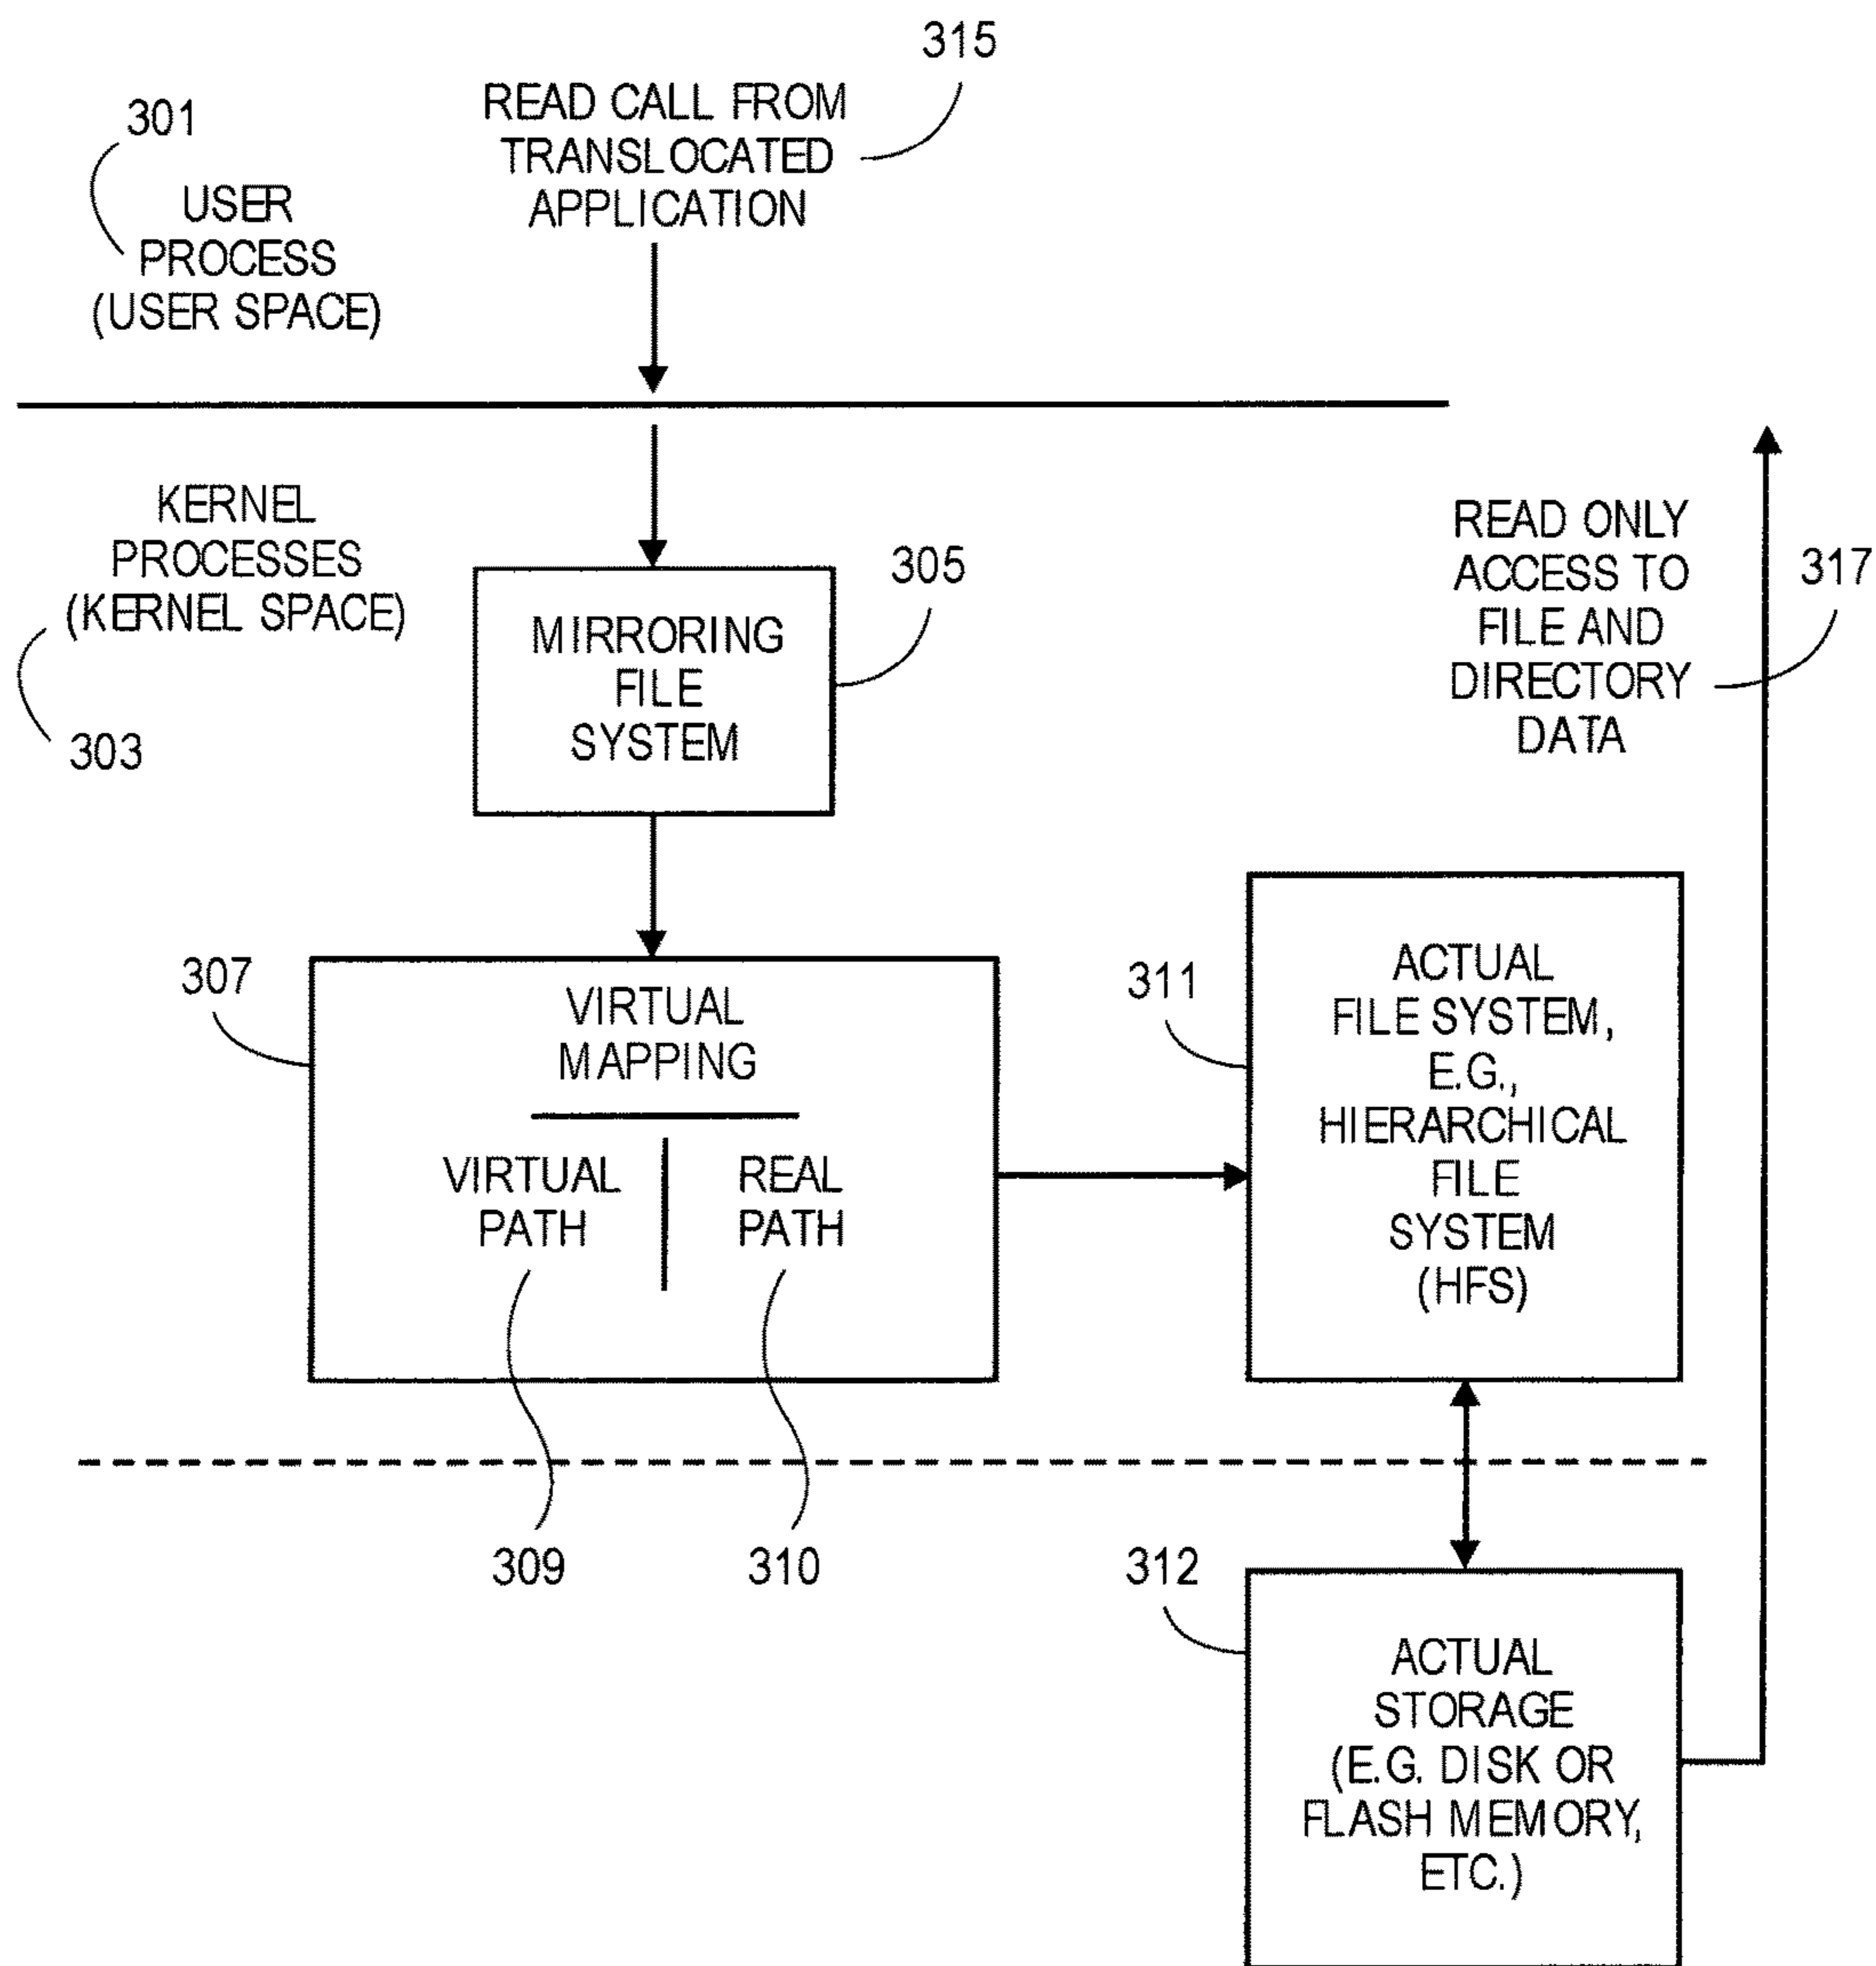 315
READ CALL FROM
TRANSLOCATED
APPLICATION
301
USER
PROCESS
(USER SPACE)
KERNEL
PROCESSES
(KERNEL SPACE)
303
305
MIRRORING
FILE
SYSTEM
READ ONLY
ACCESS TO
FILE AND
DIRECTORY
DATA
317
307
VIRTUAL
MAPPING
VIRTUAL
PATH
REAL
PATH
309
310
311
ACTUAL
FILE SYSTEM,
E.G.,
HIERARCHICAL
FILE
SYSTEM
(HFS)
312
ACTUAL
STORAGE
(E.G. DISK OR
FLASH MEMORY,
ETC.)